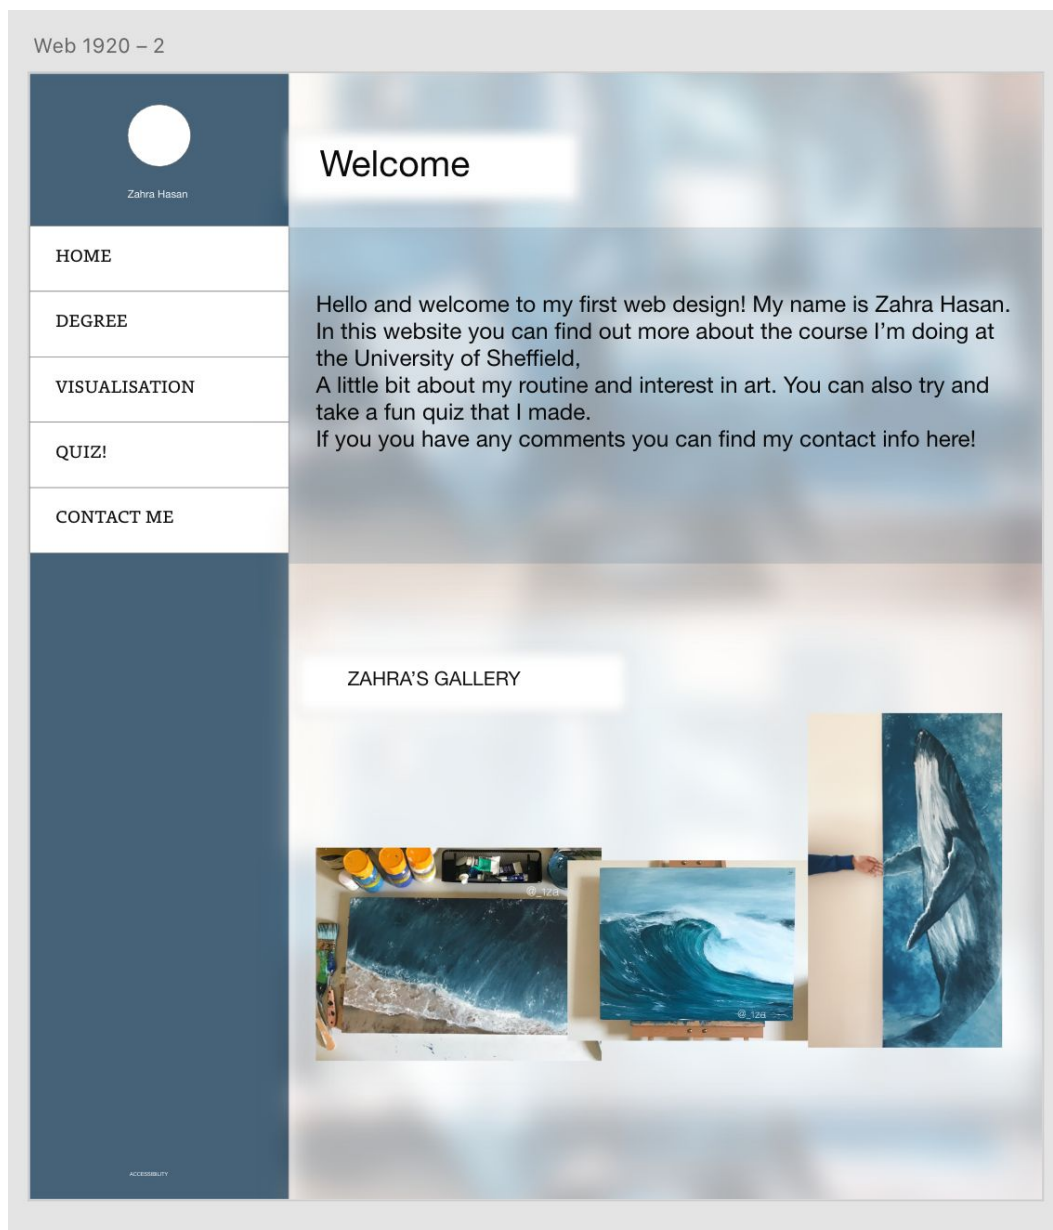 Web 1920 – 2
Zahra Hasan
HOME
DEGREE
VISUALISATION
QUIZ!
CONTACT ME
ACCESSIBILITY
Welcome
Hello and welcome to my first web design! My name is Zahra Hasan.
In this website you can find out more about the course I’m doing at
the University of Sheffield,
A little bit about my routine and interest in art. You can also try and
take a fun quiz that I made.
If you you have any comments you can find my contact info here!
ZAHRA’S GALLERY
@_1za
@_1za